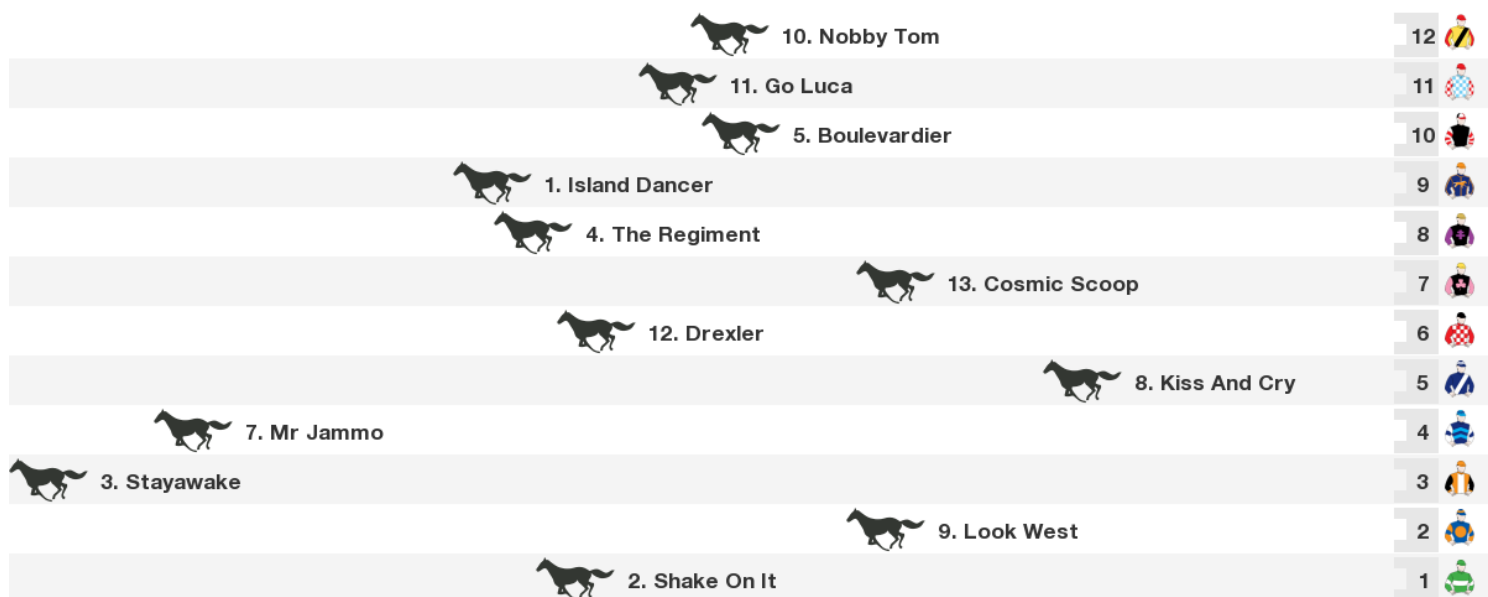 10. Nobby Tom 12
11. Go Luca 11
5. Boulevardier 10
1. Island Dancer 9
4. The Regiment 8
13. Cosmic Scoop 7
12. Drexler 6
8. Kiss And Cry 5
7. Mr Jammo 4
3. Stayawake 3
9. Look West 2
2. Shake On It 1